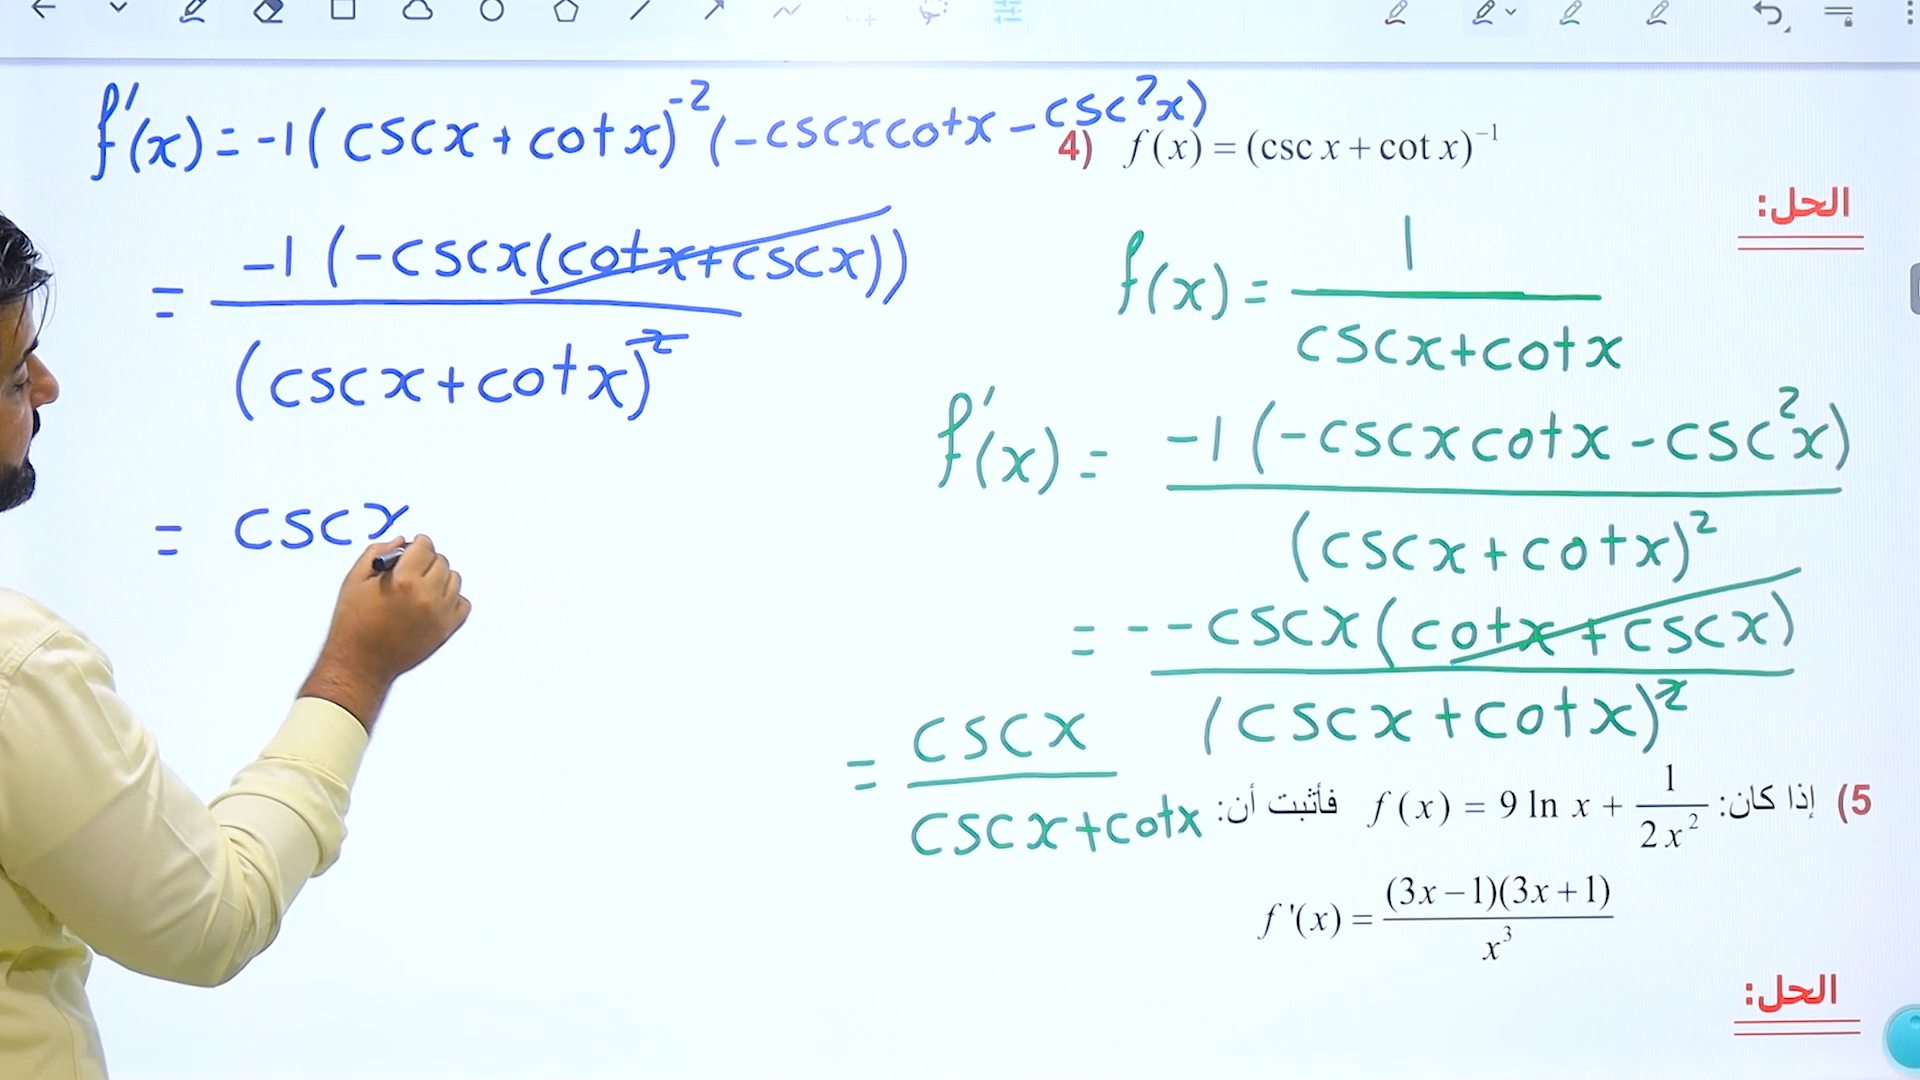 f'(x) = -1 (cscx + cotx)^-2 (-cscxcotx - csc²x)
= -1 (-cscx(cotx+cscx)) / (cscx+cotx)²
= cscx
4) f(x) = (csc x + cot x)^-1
الحل:
f(x) = 1 / cscx+cotx
f'(x) = -1 (-cscxcotx - csc²x) / (cscx+cotx)²
= --cscx(cotx+cscx) / (cscx+cotx)²
= cscx / cscx+cotx
5) إذا كان: f(x) = 9 ln x + 1 / 2x² فأثبت أن:
f'(x) = (3x-1)(3x+1) / x³
الحل: